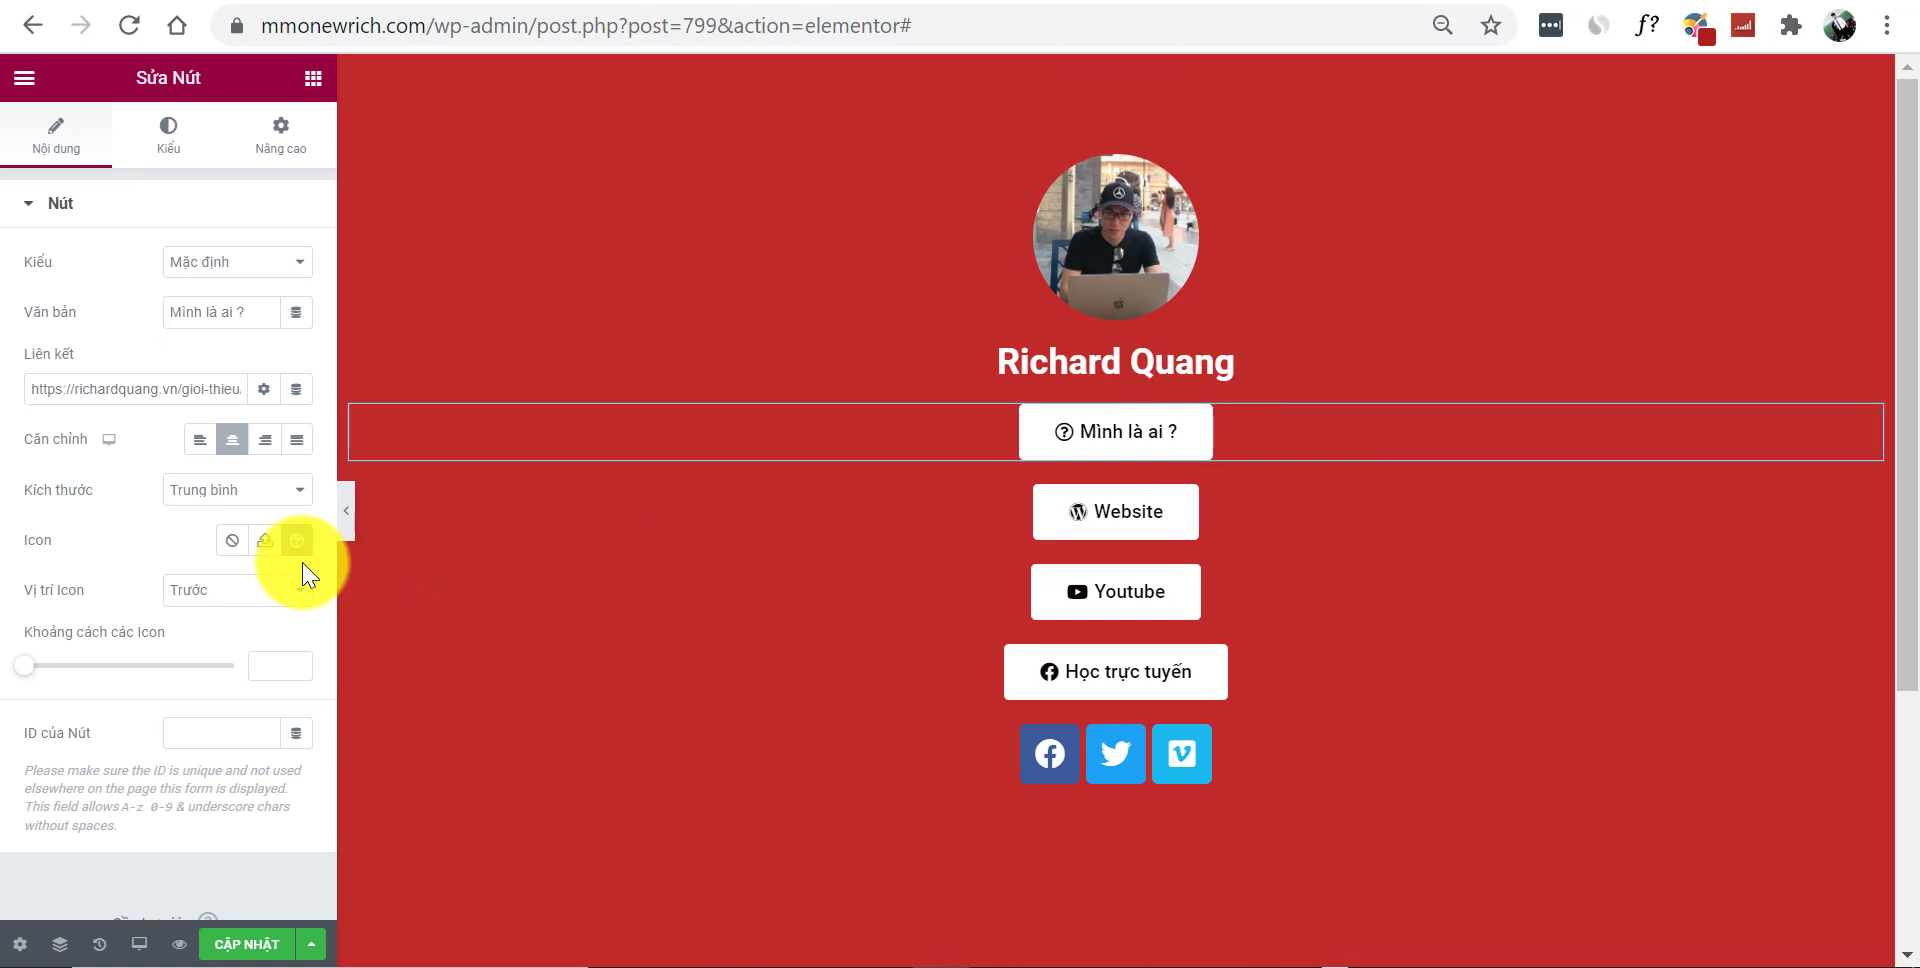 mmonewrich.com/wp-admin/post.php?post=799&action=elementor#
f?
Sửa Nút
Nội dung
Kiểu
Nâng cao
Nút
Kiểu
Mặc định
Văn bản
Mình là ai ?
Liên kết
https://richardquang.vn/gioi-thieu
Căn chỉnh
Kích thước
Trung bình
Icon
Vị trí Icon
Trước
Khoảng cách các Icon
ID của Nút
Please make sure the ID is unique and not used
elsewhere on the page this form is displayed.
This field allows A-z 0-9 & underscore chars
without spaces.
CẬP NHẬT
Richard Quang
Mình là ai ?
Website
Youtube
Học trực tuyến